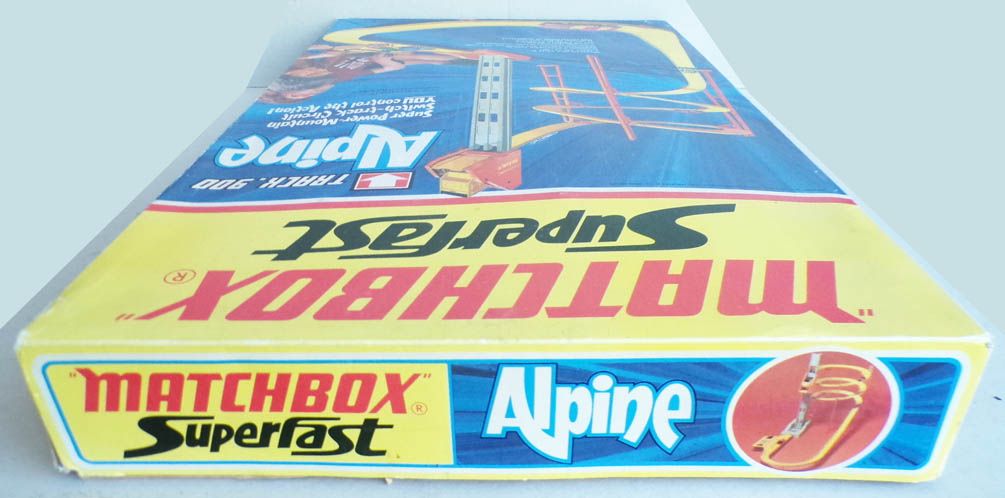 TRACK. 900
Alpine
Super Power-Mountain
Switch-track Circuit
YOU control the Action!
"MATCHBOX"®
Superfast
"MATCHBOX"®
Superfast
Alpine